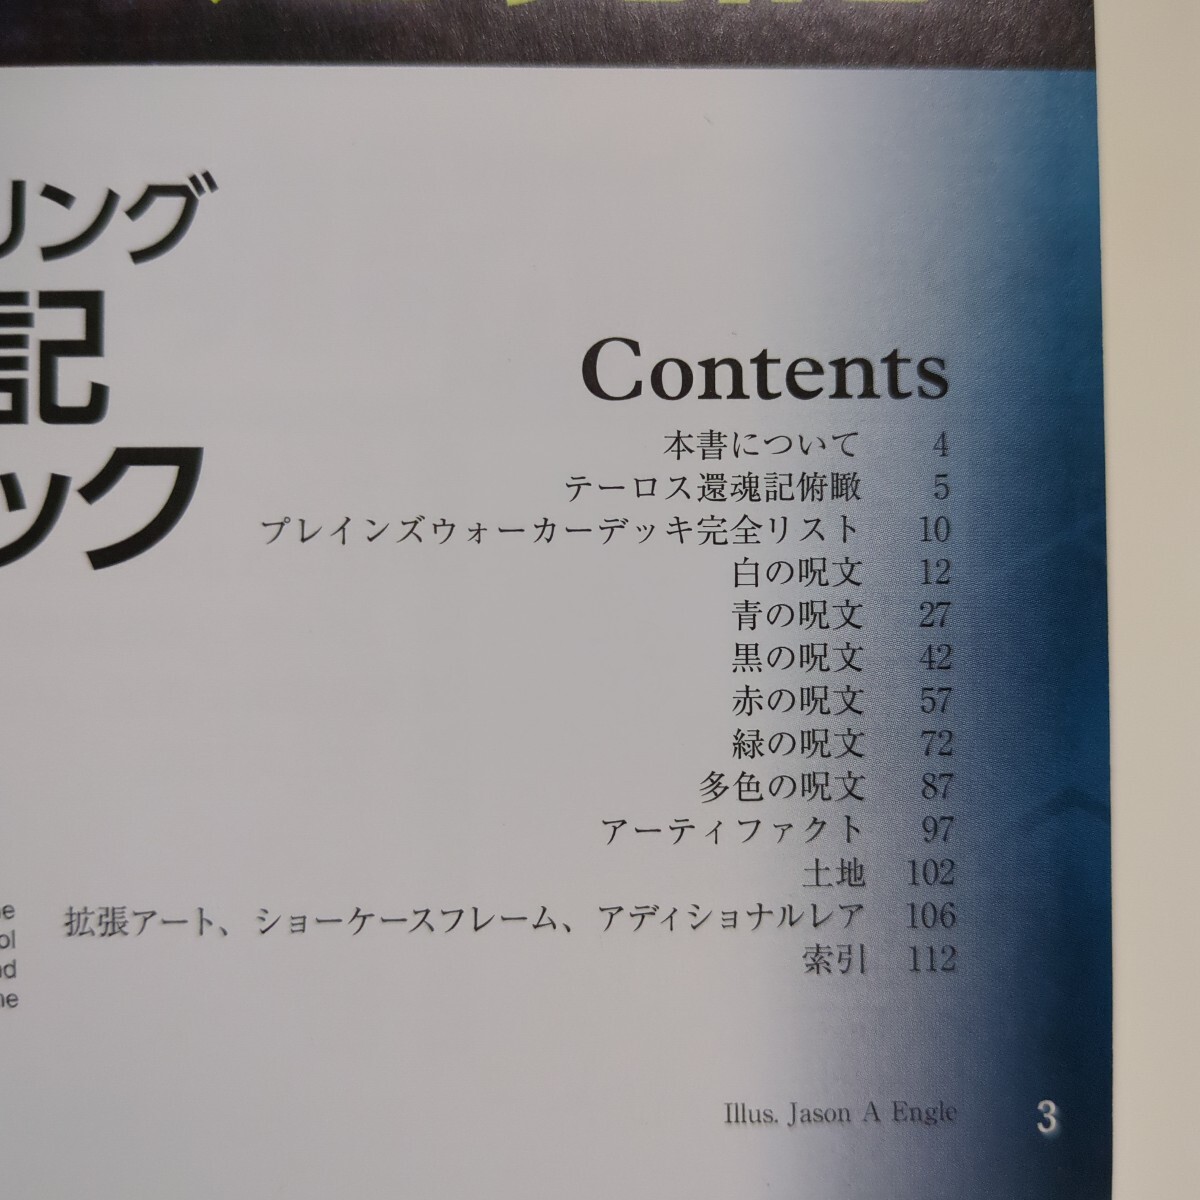 リング
記
ック
Contents
本書について 4
テーロス還魂記俯瞰 5
プレインズウォーカーデッキ完全リスト 10
白の呪文 12
青の呪文 27
黒の呪文 42
赤の呪文 57
緑の呪文 72
多色の呪文 87
アーティファクト 97
土地 102
拡張アート、ショーケースフレーム、アディショナルレア 106
索引 112
Illus. Jason A Engle
3